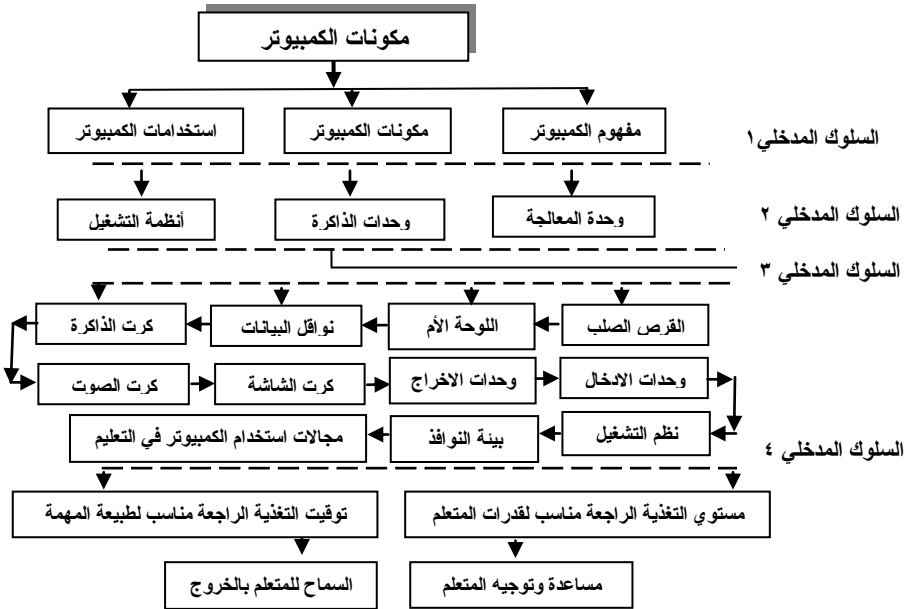 مكونات الكمبيوتر
مفهوم الكمبيوتر
مكونات الكمبيوتر
استخدامات الكمبيوتر
السلوك المدخلي ١
وحدة المعالجة
وحدات الذاكرة
أنظمة التشغيل
السلوك المدخلي ٢
السلوك المدخلي ٣
القرص الصلب
اللوحة الأم
نواقل البيانات
كرت الذاكرة
وحدات الادخال
وحدات الاخراج
كرت الشاشة
كرت الصوت
نظم التشغيل
بيئة النوافذ
مجالات استخدام الكمبيوتر في التعليم
السلوك المدخلي ٤
مستوي التغذية الراجعة مناسب لقدرات المتعلم
توقيت التغذية الراجعة مناسب لطبيعة المهمة
مساعدة وتوجيه المتعلم
السماح للمتعلم بالخروج